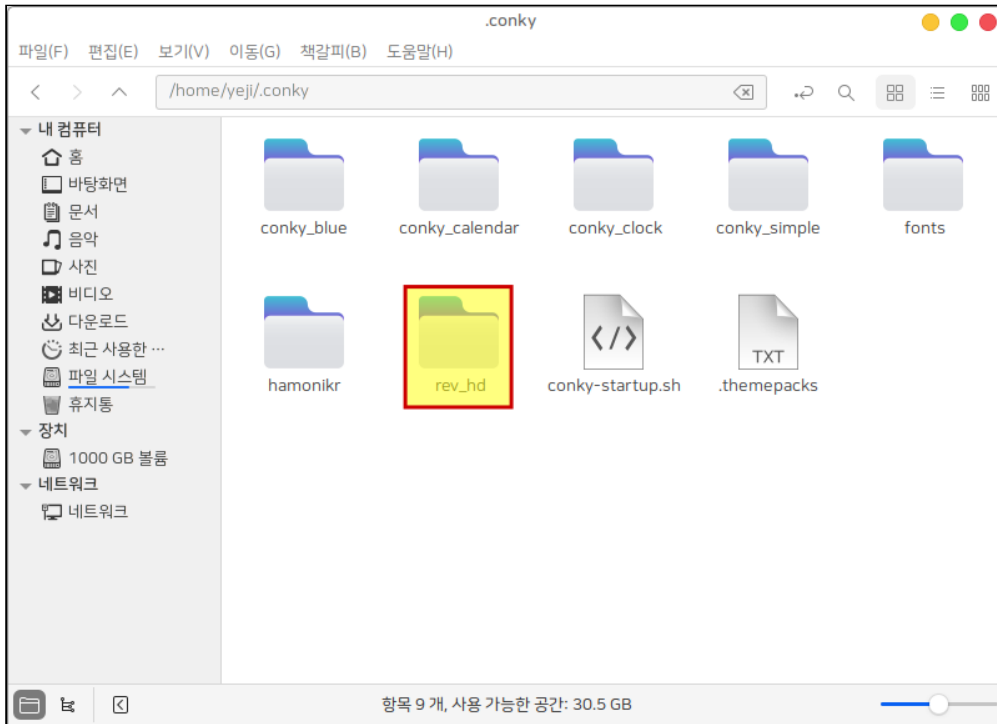 .conky
파일(F) 편집(E) 보기(V) 이동(G) 책갈피(B) 도움말(H)
/home/yeji/.conky
내 컴퓨터
홈
바탕화면
문서
음악
사진
비디오
다운로드
최근 사용한 …
파일 시스템
휴지통
장치
1000 GB 볼륨
네트워크
네트워크
conky_blue conky_calendar conky_clock conky_simple fonts
</> TXT
hamonikr rev_hd conky-startup.sh .themepacks
항목 9 개, 사용 가능한 공간: 30.5 GB